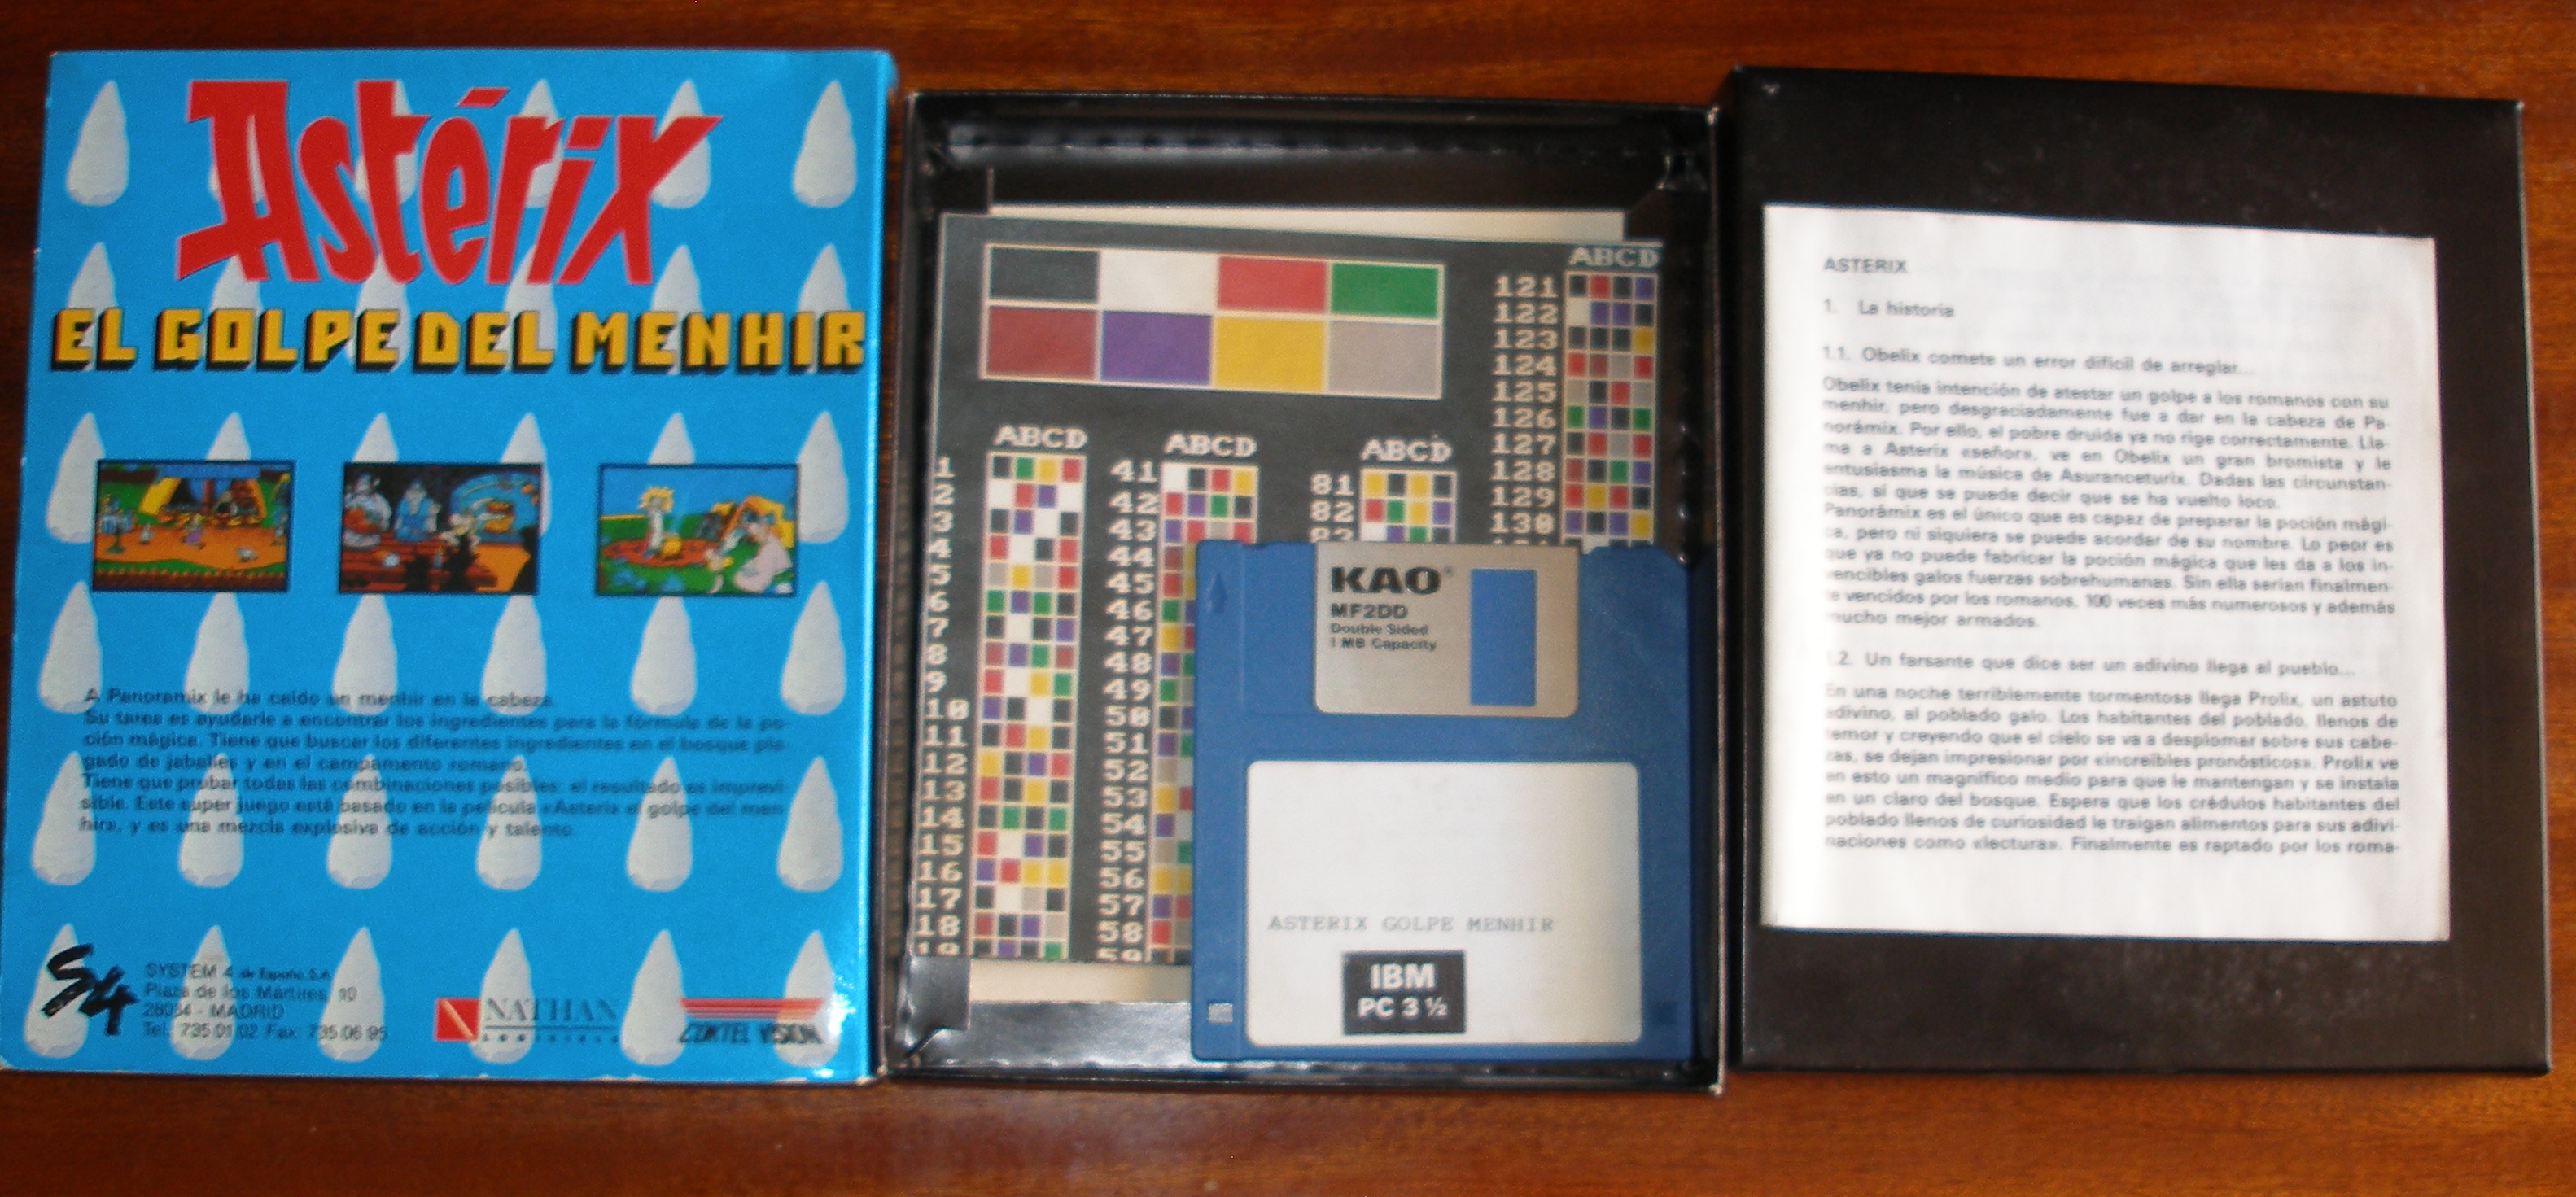 Astérix
EL GOLPE DEL MENHIR
A Panoramix le ha caído un menhir en la cabeza.
Su tarea es ayudarle a encontrar los ingredientes para la fórmula de la po-
ción mágica. Tiene que buscar los diferentes ingredientes en el bosque pla-
gado de jabalíes y en el campamento romano.
Tiene que probar todas las combinaciones posibles: el resultado es imprevi-
sible. Este super juego está basado en la película «Asterix el golpe del men-
hir», y es una mezcla explosiva de acción y talento.
S4
SYSTEM 4 de España, S.A.
Plaza de los Mártires, 10
28034 - MADRID
Tel. 735 01 02 Fax: 735 06 95
NATHAN
COKTEL VISION
ABCD
121
122
123
124
125
126
127
128
129
130
ABCD
1
2
3
4
5
6
7
8
9
10
11
12
13
14
15
16
17
18
19
ABCD
41
42
43
44
45
46
47
48
49
50
51
52
53
54
55
56
57
58
59
ABCD
81
82
83
KAO®
MF2DD
Double Sided
1 MB Capacity
ASTERIX GOLPE MENHIR
IBM
PC 3 ½
ASTERIX
1. La historia
1.1. Obelix comete un error difícil de arreglar...
Obelix tenía intención de atestar un golpe a los romanos con su
menhir, pero desgraciadamente fue a dar en la cabeza de Pa-
norámix. Por ello, el pobre druida ya no rige correctamente. Lla-
ma a Asterix «señor», ve en Obelix un gran bromista y le
entusiasma la música de Asuranceturix. Dadas las circunstan-
cias, sí que se puede decir que se ha vuelto loco.
Panorámix es el único que es capaz de preparar la poción mági-
ca, pero ni siquiera se puede acordar de su nombre. Lo peor es
que ya no puede fabricar la poción mágica que les da a los in-
vencibles galos fuerzas sobrehumanas. Sin ella serían finalmen-
te vencidos por los romanos, 100 veces más numerosos y además
mucho mejor armados.
.2. Un farsante que dice ser un adivino llega al pueblo...
En una noche terriblemente tormentosa llega Prolix, un astuto
adivino, al poblado galo. Los habitantes del poblado, llenos de
temor y creyendo que el cielo se va a desplomar sobre sus cabe-
zas, se dejan impresionar por «increíbles pronósticos». Prolix ve
en esto un magnífico medio para que le mantengan y se instala
en un claro del bosque. Espera que los crédulos habitantes del
poblado llenos de curiosidad le traigan alimentos para sus adivi-
naciones como «lectura». Finalmente es raptado por los roma-